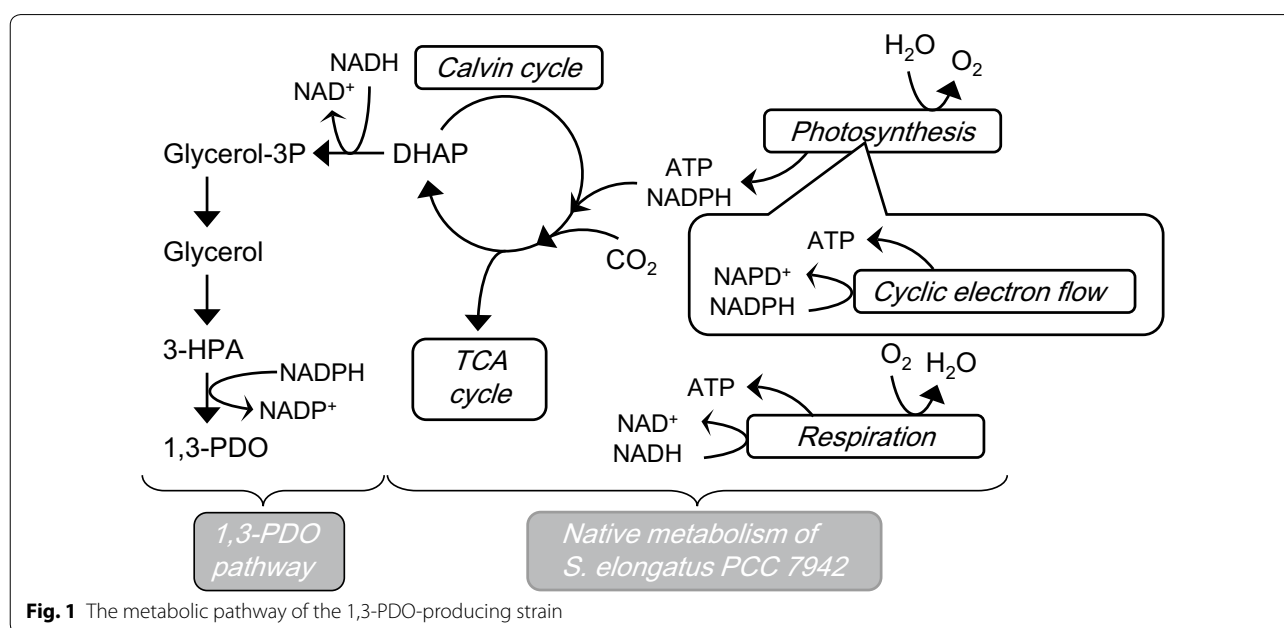 NADH
NAD⁺
Calvin cycle
H₂O
O₂
Photosynthesis
Glycerol-3P
DHAP
ATP
NADPH
CO₂
ATP
NAPD⁺
NADPH
Cyclic electron flow
Glycerol
3-HPA
NADPH
NADP⁺
1,3-PDO
TCA
cycle
O₂
H₂O
ATP
NAD⁺
NADH
Respiration
1,3-PDO
pathway
Native metabolism of
S. elongatus PCC 7942
Fig. 1 The metabolic pathway of the 1,3-PDO-producing strain